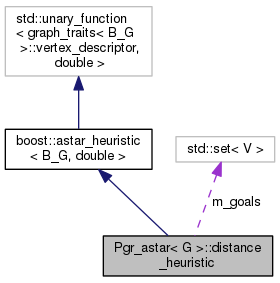 std::unary_function
< graph_traits< B_G
>::vertex_descriptor,
double >
boost::astar_heuristic
< B_G, double >
std::set< V >
m_goals
Pgr_astar< G >::distance
_heuristic